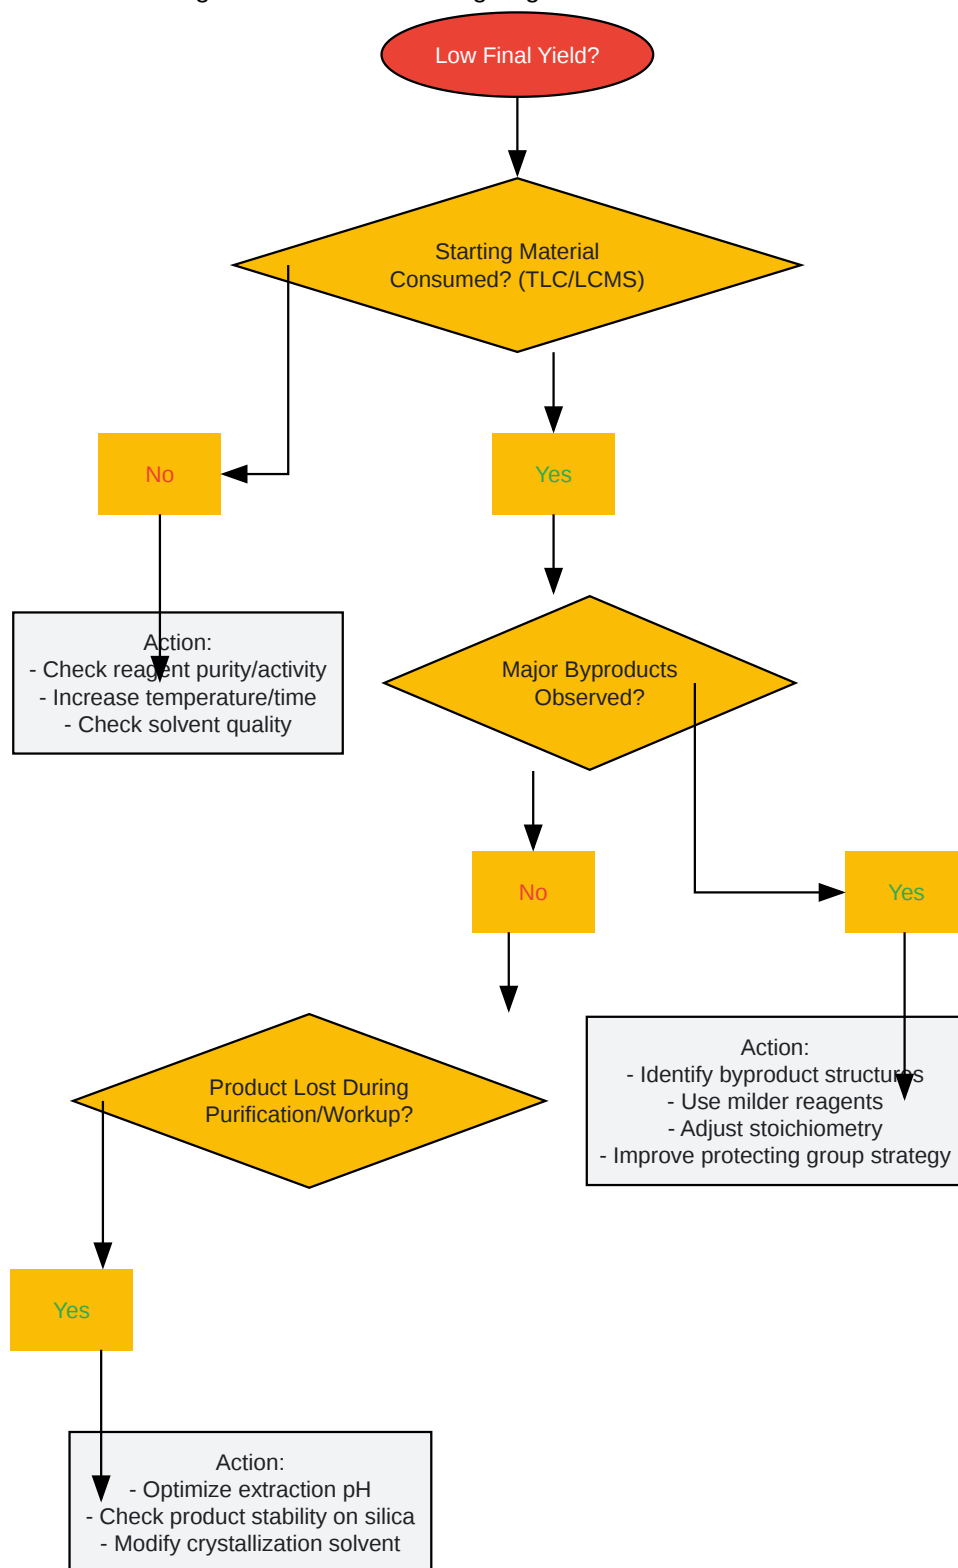 Low Final Yield?
Starting Material
Consumed? (TLC/LCMS)
No
Yes
Action:
- Check reagent purity/activity
- Increase temperature/time
- Check solvent quality
Major Byproducts
Observed?
No
Yes
Product Lost During
Purification/Workup?
Action:
- Identify byproduct structures
- Use milder reagents
- Adjust stoichiometry
- Improve protecting group strategy
Yes
Action:
- Optimize extraction pH
- Check product stability on silica
- Modify crystallization solvent